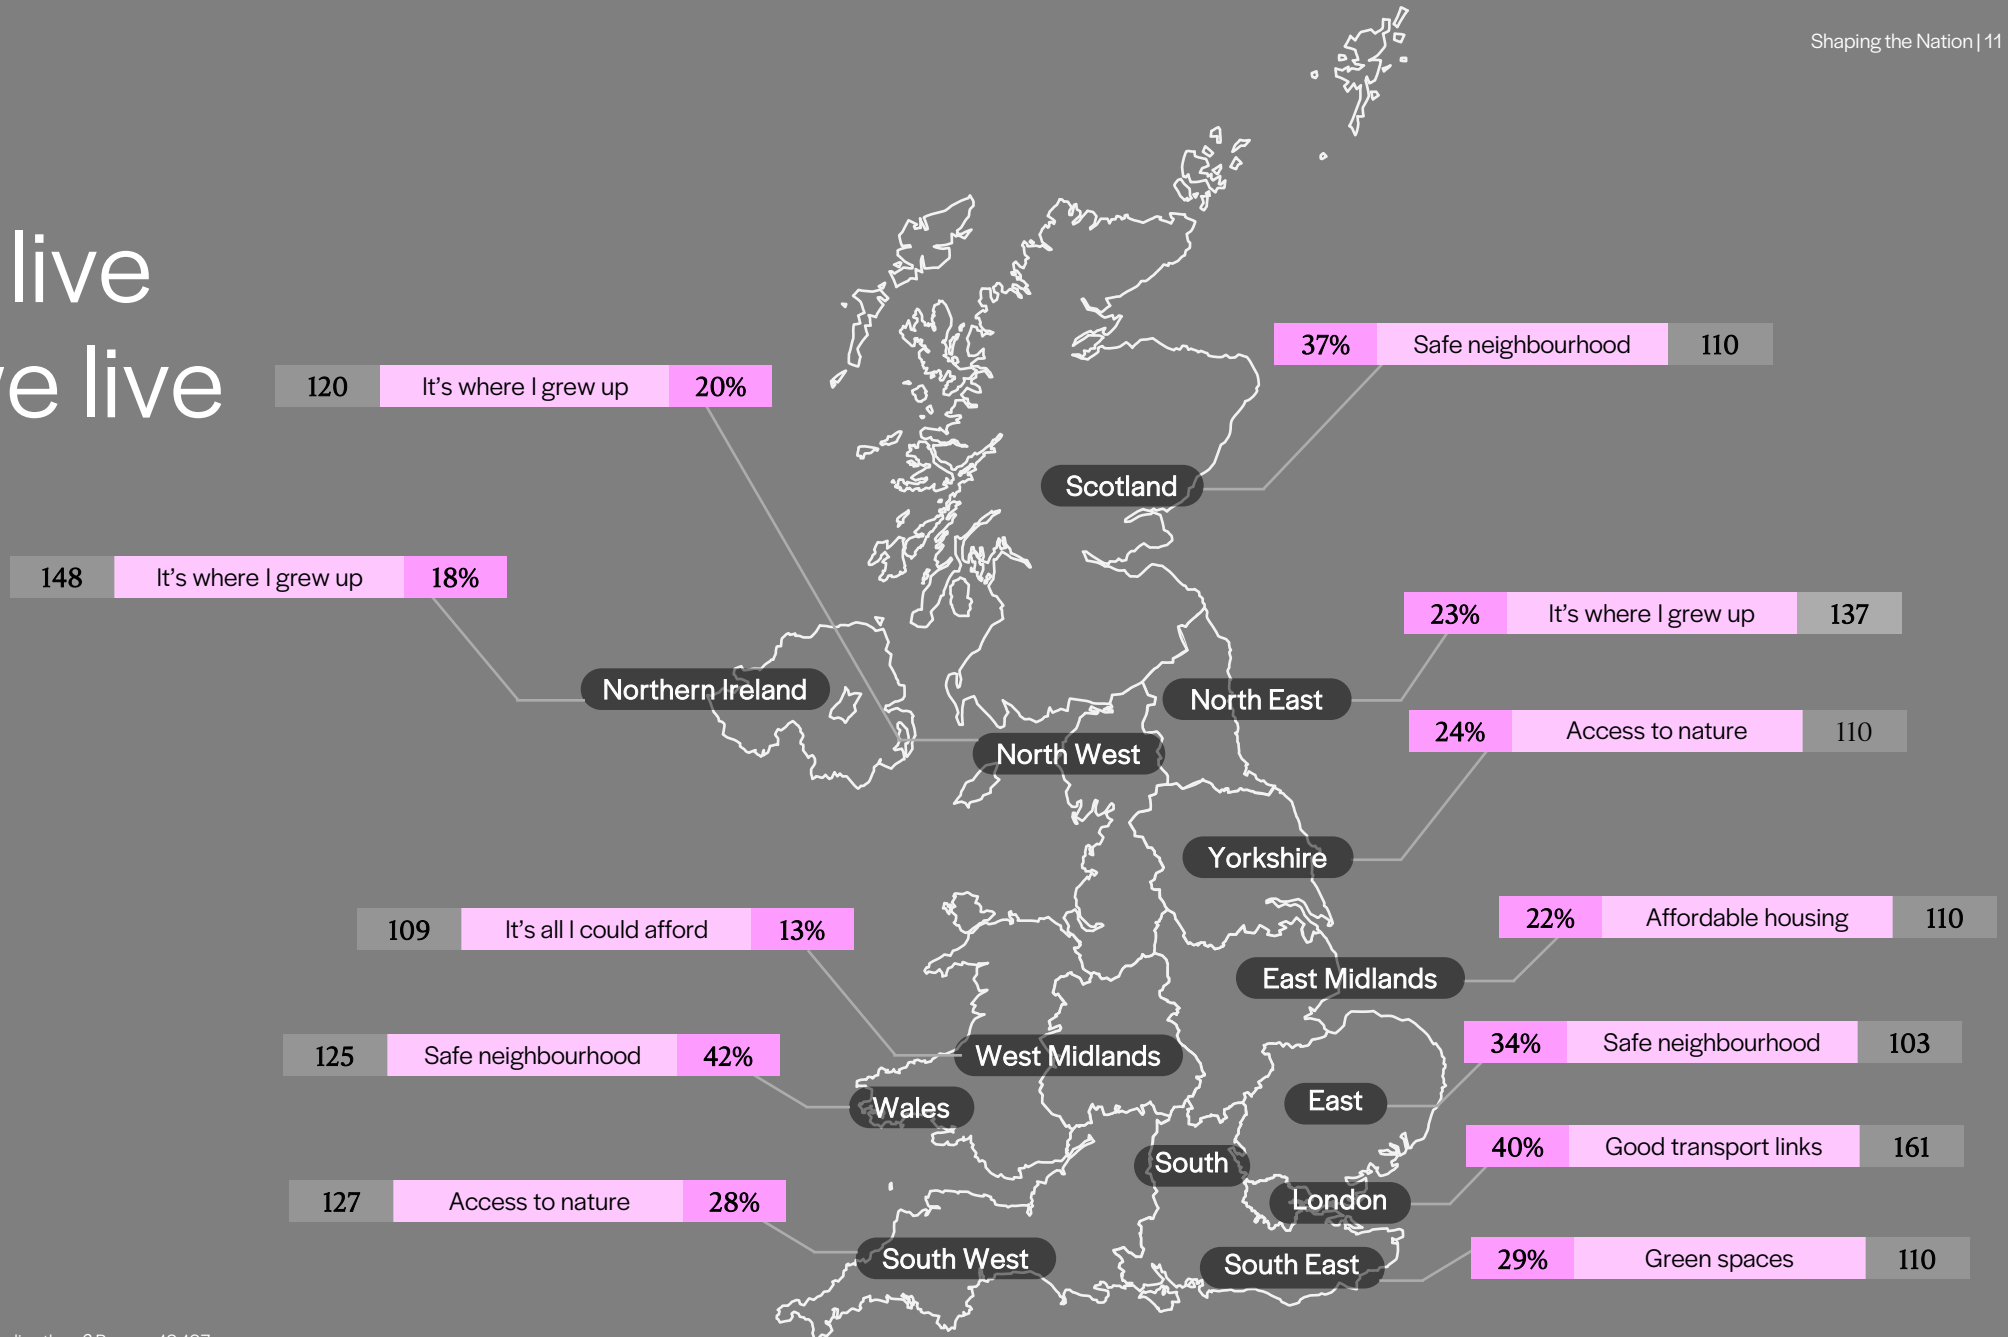 Shaping the Nation | 11
live
ve live
120 It's where I grew up 20%
37% Safe neighbourhood 110
Scotland
148 It's where I grew up 18%
23% It's where I grew up 137
Northern Ireland
North East
24% Access to nature 110
North West
Yorkshire
109 It's all I could afford 13%
22% Affordable housing 110
East Midlands
125 Safe neighbourhood 42%
West Midlands
34% Safe neighbourhood 103
Wales
East
40% Good transport links 161
South
127 Access to nature 28%
London
South West
South East
29% Green spaces 110